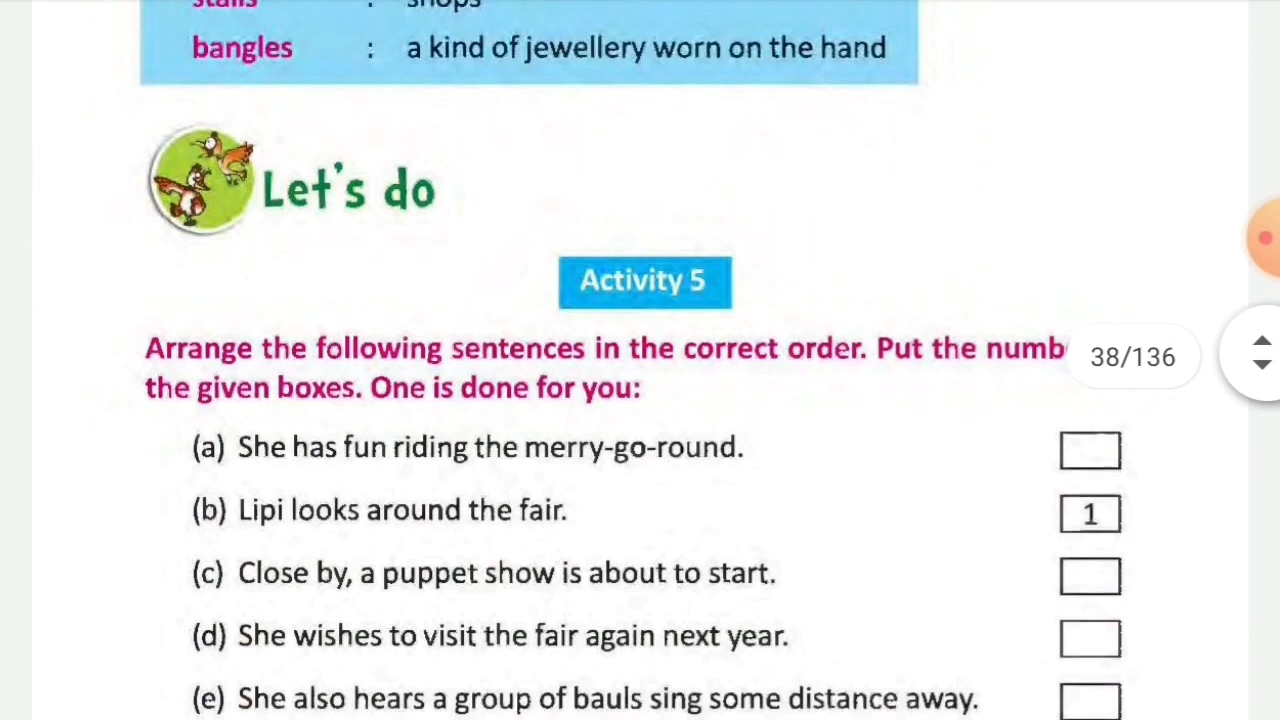 stalls : shops
bangles : a kind of jewellery worn on the hand
Let's do
Activity 5
Arrange the following sentences in the correct order. Put the numb
38/136
the given boxes. One is done for you:
(a) She has fun riding the merry-go-round.
(b) Lipi looks around the fair. 1
(c) Close by, a puppet show is about to start.
(d) She wishes to visit the fair again next year.
(e) She also hears a group of bauls sing some distance away.